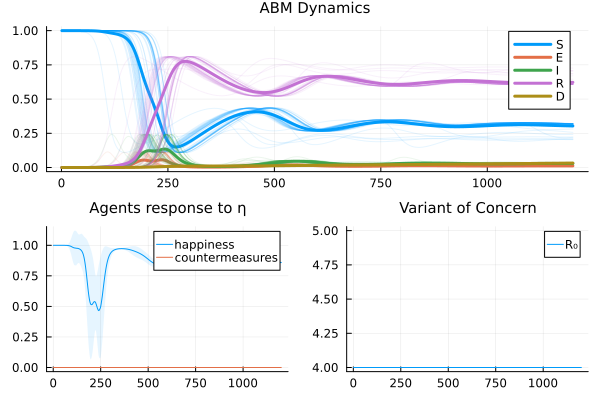 ABM Dynamics
1.00
0.75
0.50
0.25
0.00
S
E
I
R
D
0 250 500 750 1000
Agents response to η
1.00
0.75
0.50
0.25
0.00
happiness
countermeasures
0 250 500 750 1000
Variant of Concern
5.00
4.75
4.50
4.25
4.00
R₀
0 250 500 750 1000